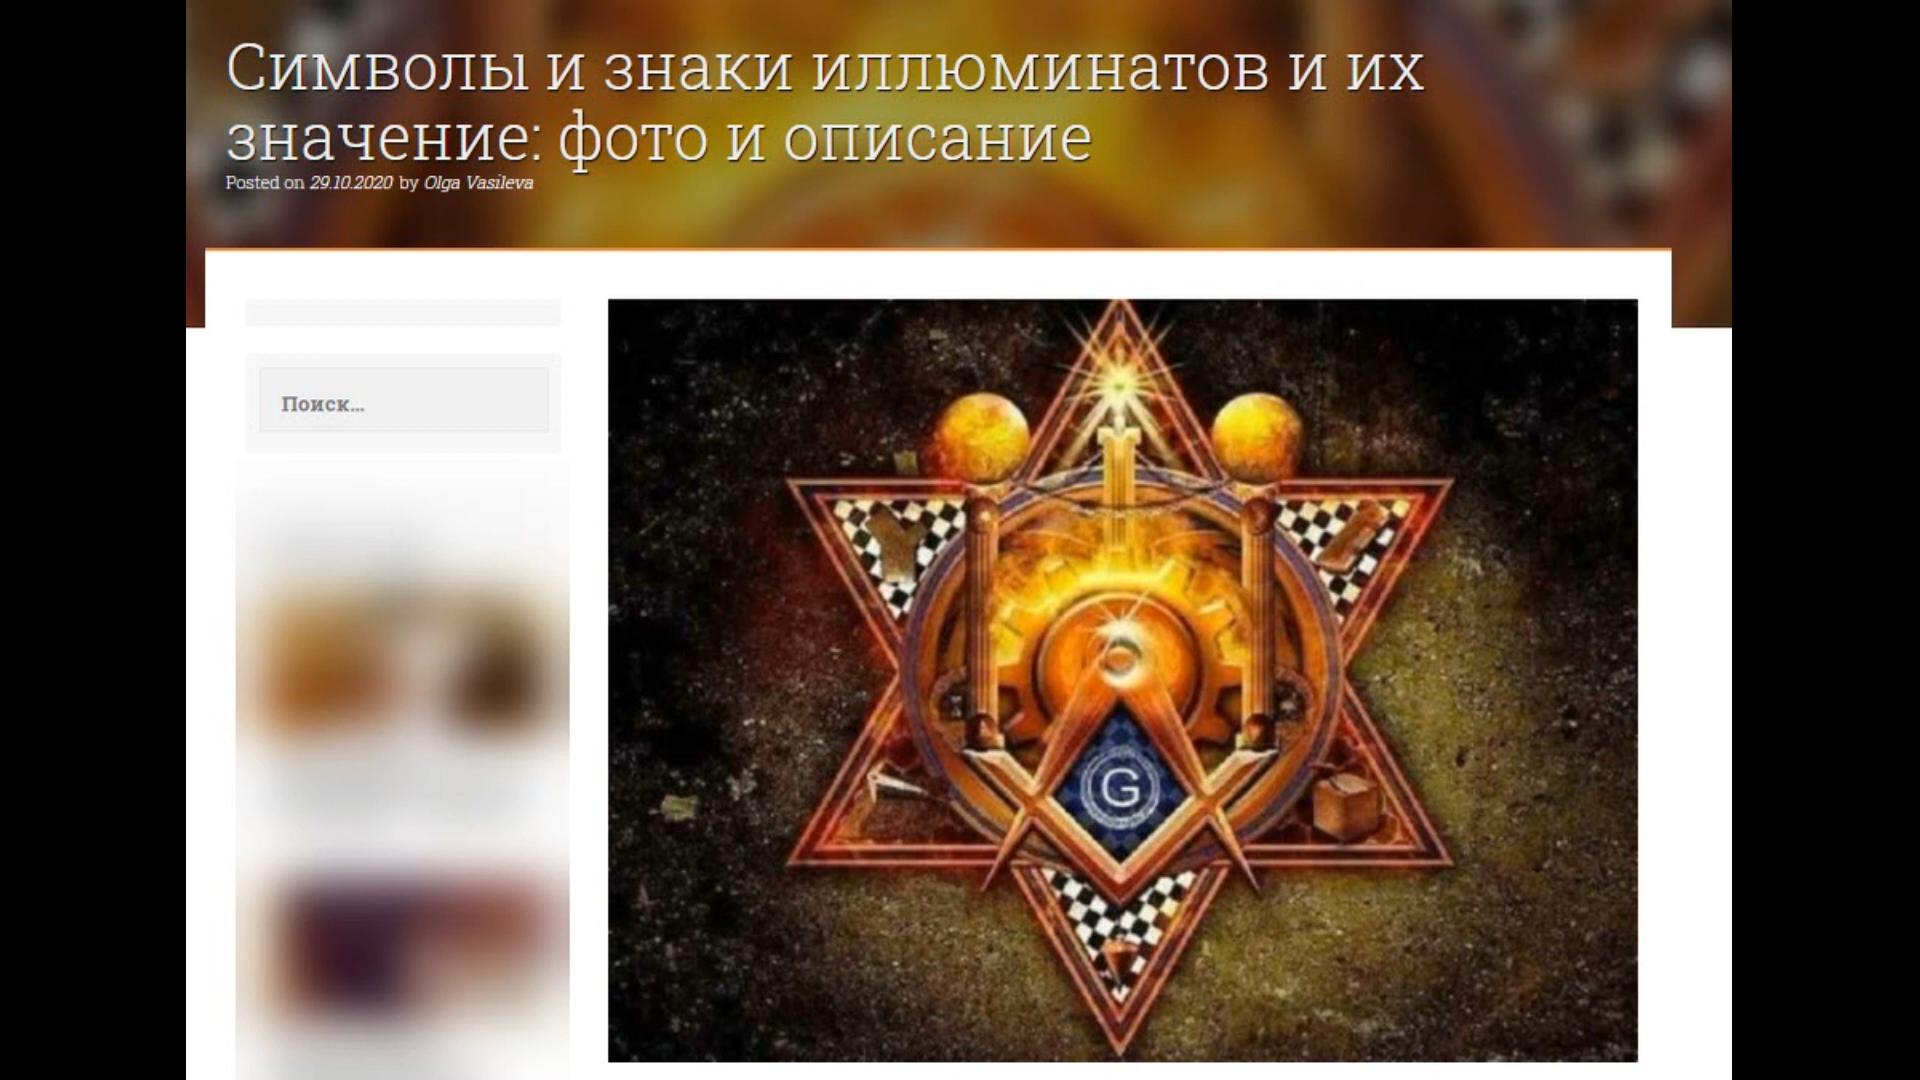 Символы и знаки иллюминатов и их
значение: фото и описание
Posted on 29.10.2020 by Olga Vasileva
Поиск...
G